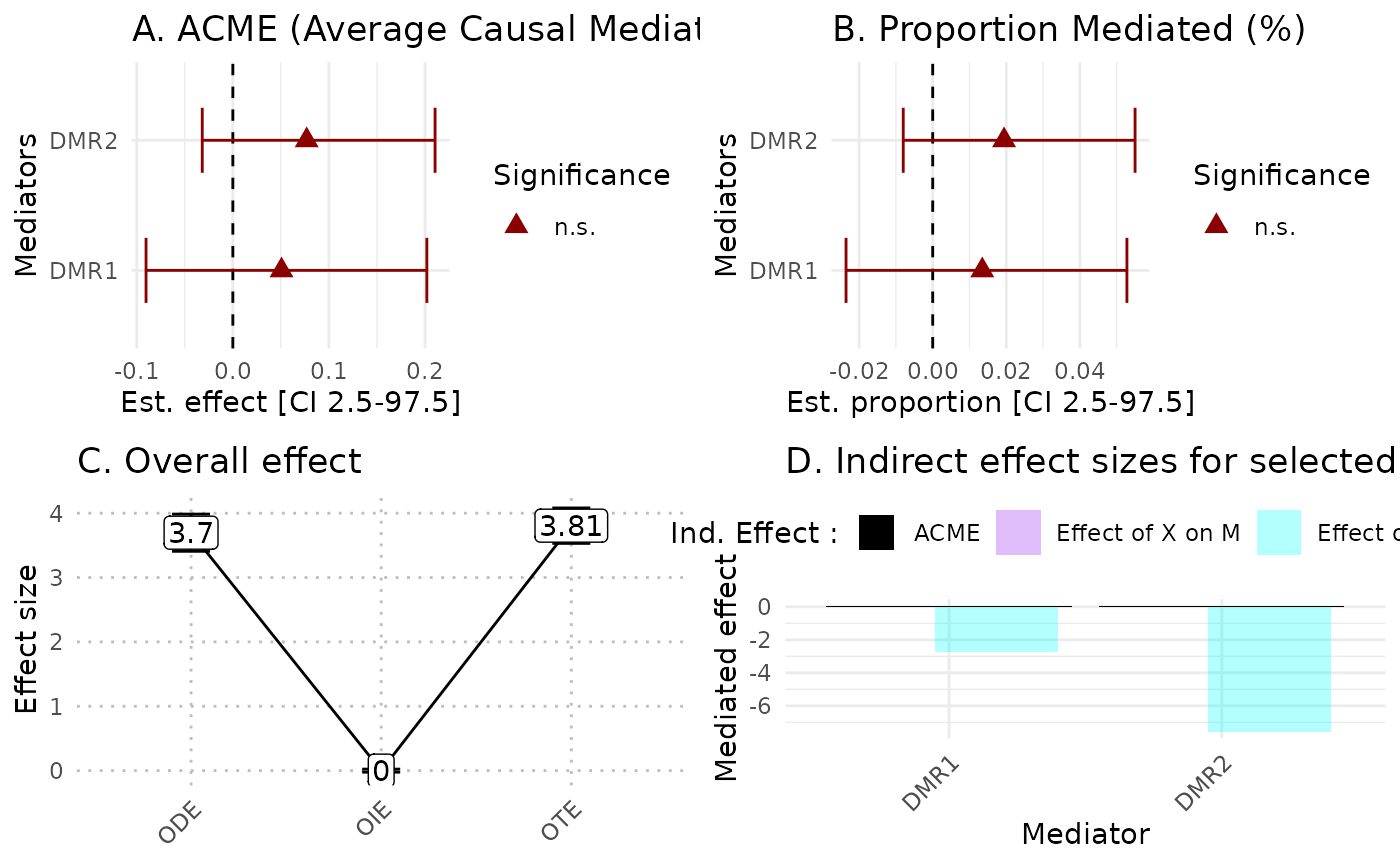 A. ACME (Average Causal Mediat
DMR2
DMR1
Mediators
-0.1 0.0 0.1 0.2
Est. effect [CI 2.5-97.5]
Significance
n.s.
B. Proportion Mediated (%)
DMR2
DMR1
Mediators
-0.02 0.00 0.02 0.04
Est. proportion [CI 2.5-97.5]
Significance
n.s.
C. Overall effect
4
3
2
1
0
Effect size
3.7
0
3.81
ODE OIE OTE
D. Indirect effect sizes for selected
Ind. Effect : ACME Effect of X on M Effect o
0
-2
-4
-6
Mediated effect
DMR1 DMR2
Mediator